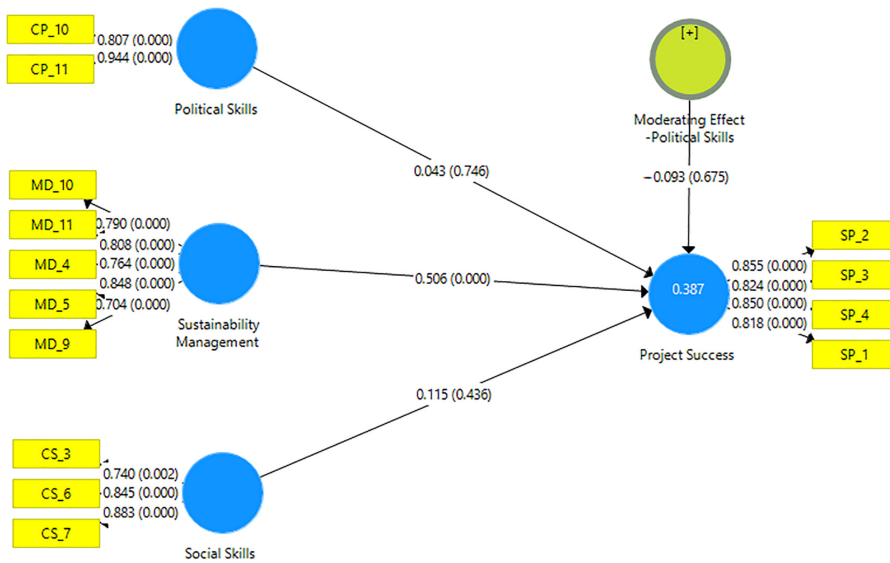 CP_10
0.807 (0.000)
CP_11
0.944 (0.000)
Political Skills
[+]
Moderating Effect
-Political Skills
0.043 (0.746)
−0.093 (0.675)
MD_10
MD_11
MD_4
MD_5
MD_9
0.790 (0.000)
0.808 (0.000)
0.764 (0.000)
0.848 (0.000)
0.704 (0.000)
Sustainability
Management
0.506 (0.000)
0.387
Project Success
0.855 (0.000)
0.824 (0.000)
0.850 (0.000)
0.818 (0.000)
SP_2
SP_3
SP_4
SP_1
0.115 (0.436)
CS_3
CS_6
CS_7
0.740 (0.002)
0.845 (0.000)
0.883 (0.000)
Social Skills